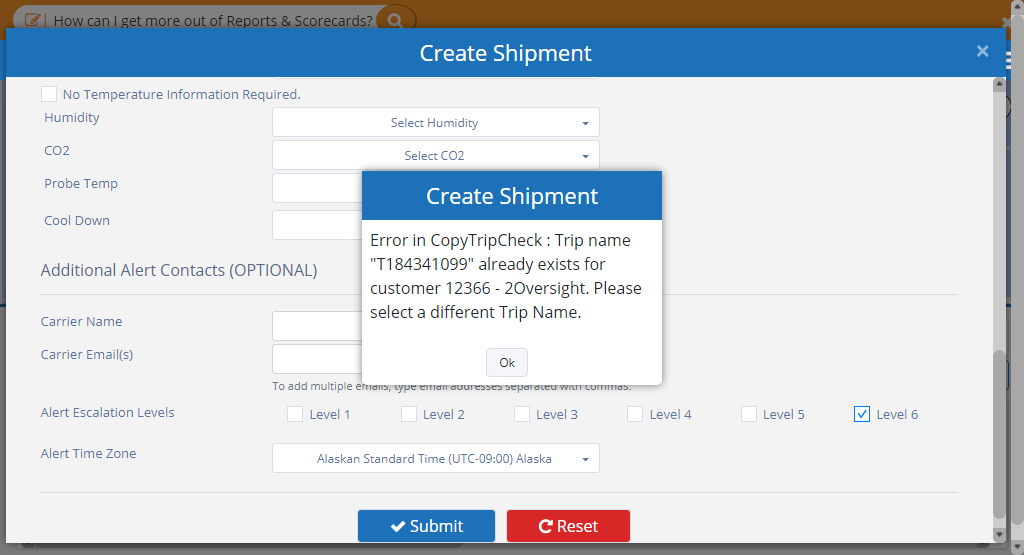 How can I get more out of Reports & Scorecards?
Create Shipment
No Temperature Information Required.
Humidity
Select Humidity
CO2
Select CO2
Probe Temp
Cool Down
Create Shipment
Error in CopyTripCheck : Trip name
"T184341099" already exists for
customer 12366 - 2Oversight. Please
select a different Trip Name.
Ok
Additional Alert Contacts (OPTIONAL)
Carrier Name
Carrier Email(s)
To add multiple emails, type email addresses separated with commas.
Alert Escalation Levels
Level 1
Level 2
Level 3
Level 4
Level 5
Level 6
Alert Time Zone
Alaskan Standard Time (UTC-09:00) Alaska
Submit
Reset